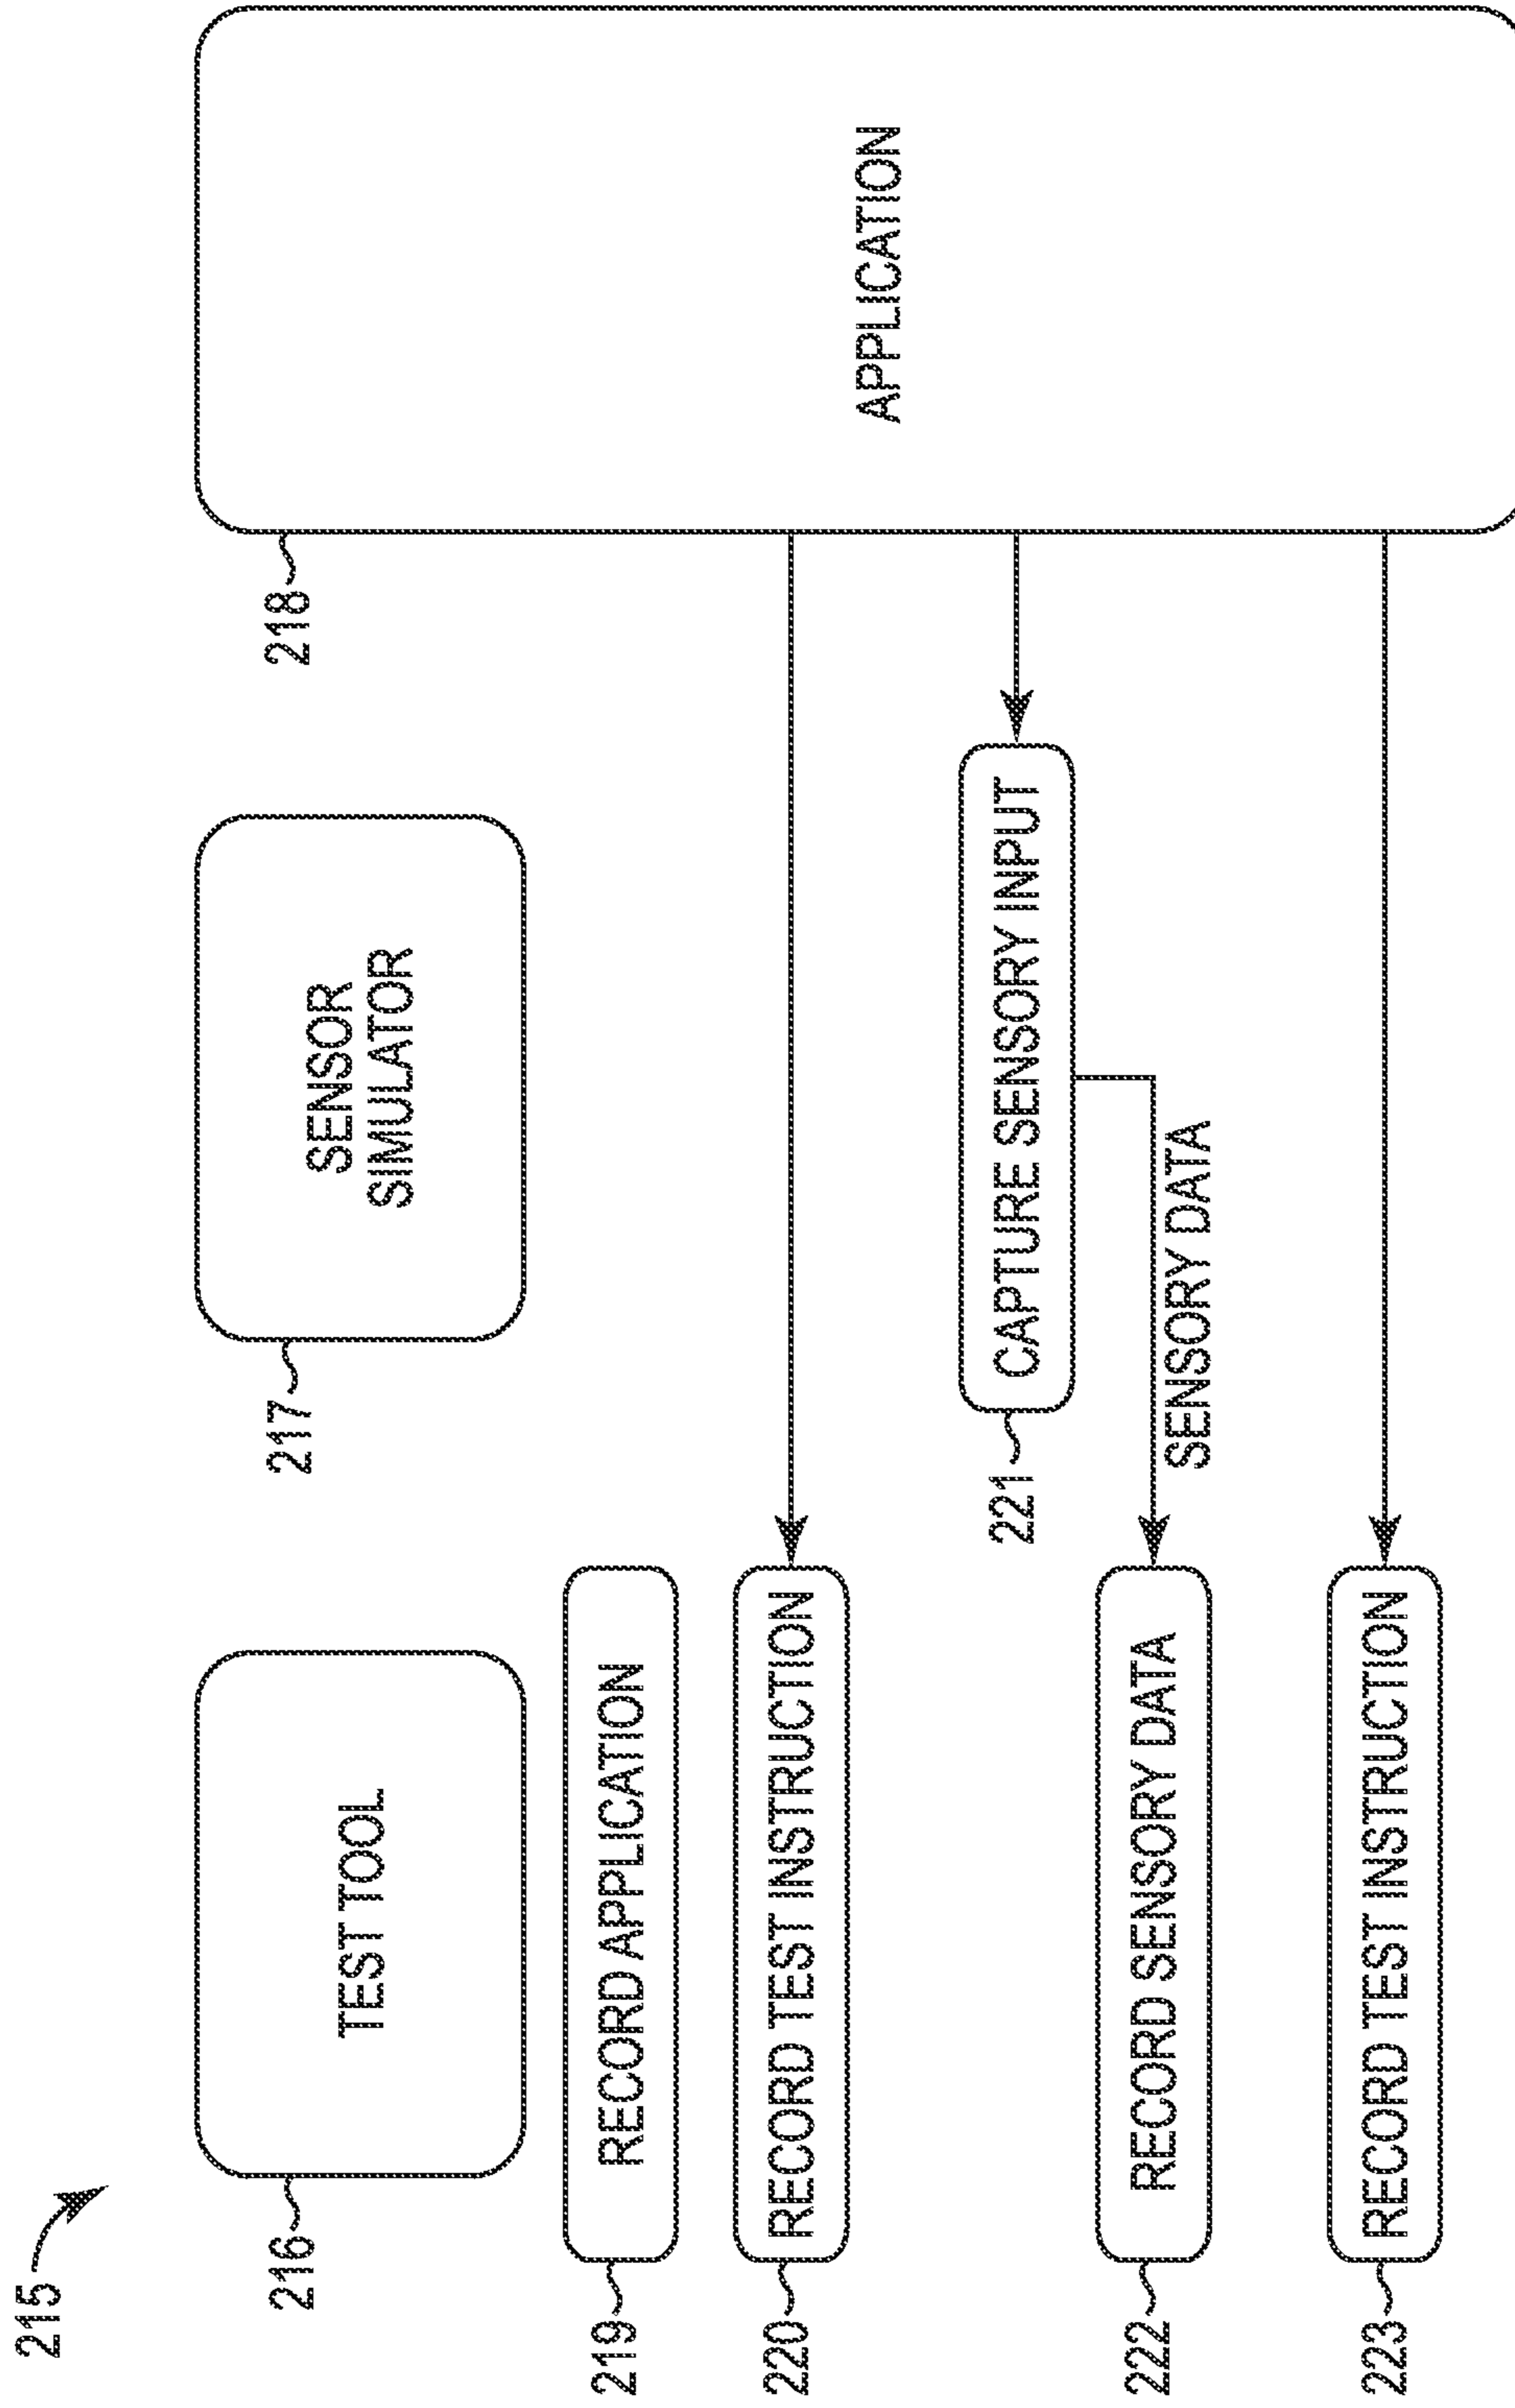 215
216
TEST TOOL
217
SENSOR
SIMULATOR
218
APPLICATION
219
RECORD APPLICATION
220
RECORD TEST INSTRUCTION
221
CAPTURE SENSORY INPUT
222
RECORD SENSORY DATA
SENSORY DATA
223
RECORD TEST INSTRUCTION